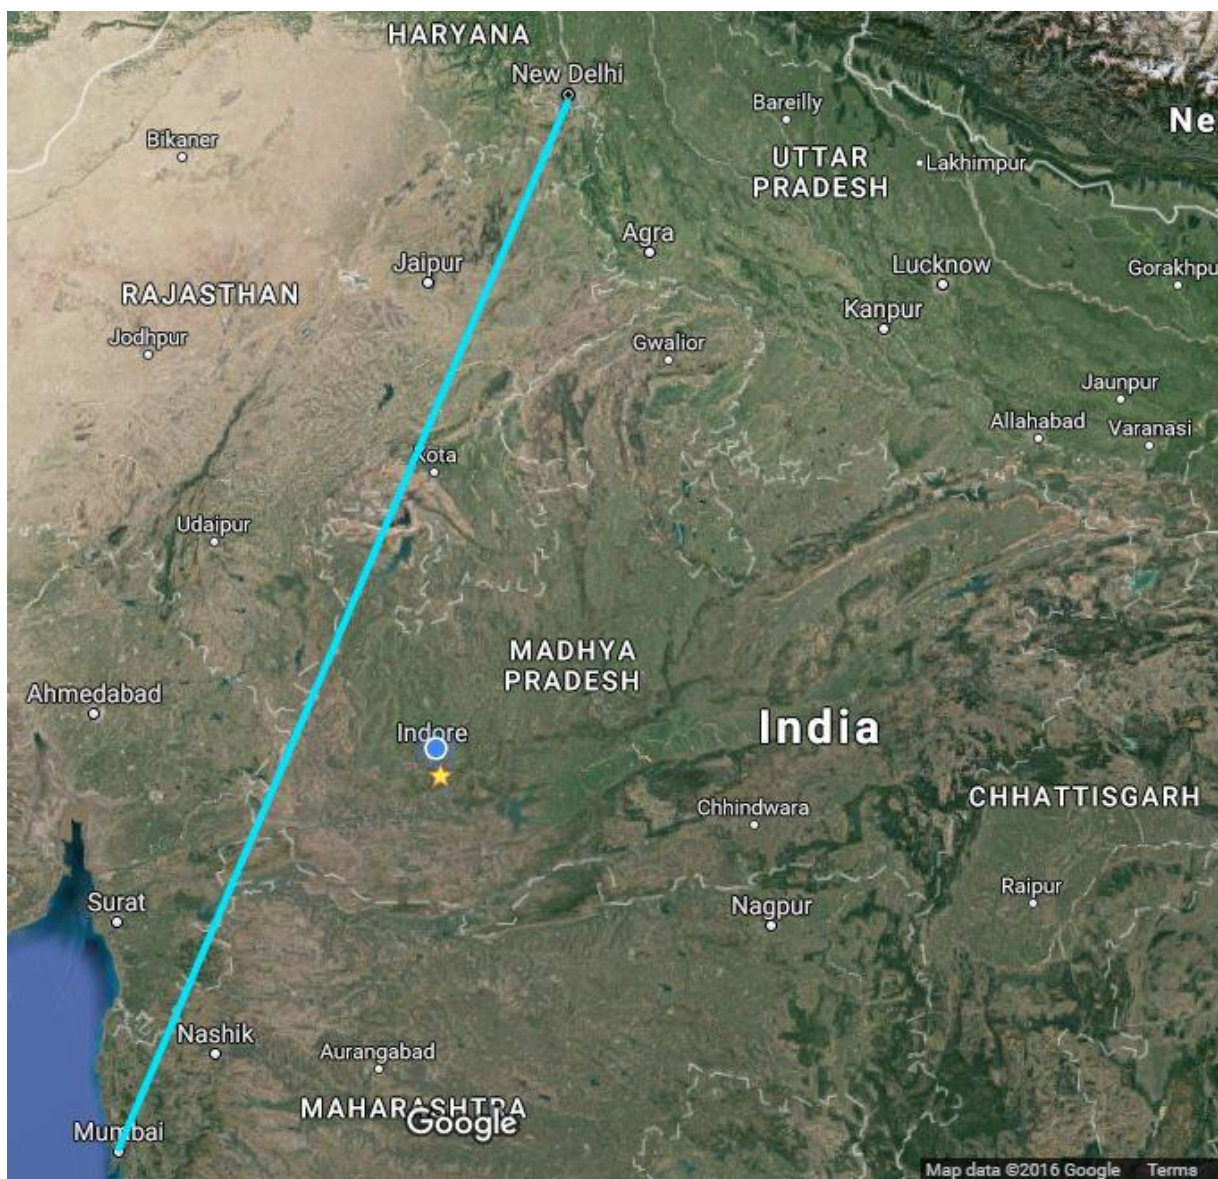 HARYANA
New Delhi
Bareilly
Ne
Bikaner
UTTAR
PRADESH
Lakhimpur
Agra
Jaipur
Lucknow
Gorakhpu
RAJASTHAN
Kanpur
Jodhpur
Gwalior
Jaunpur
Allahabad
Varanasi
Kota
Udaipur
MADHYA
PRADESH
Ahmedabad
Indore
India
CHHATTISGARH
Chhindwara
Surat
Nagpur
Raipur
Nashik
Aurangabad
MAHARASHTRA
Google
Mumbai
Map data ©2016 Google Terms